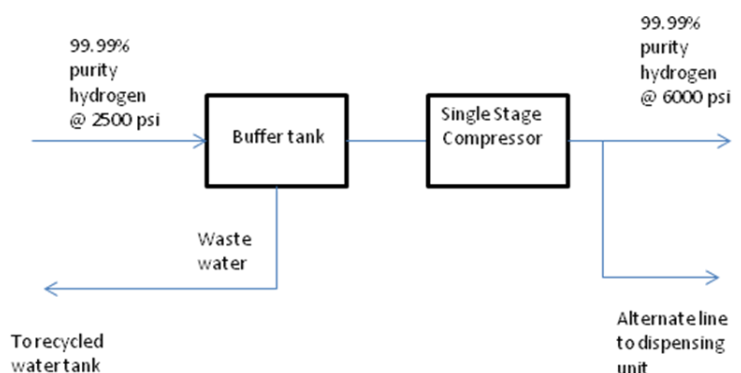 99.99%
purity
hydrogen
@ 2500 psi
Buffer tank
Single Stage
Compressor
99.99%
purity
hydrogen
@ 6000 psi
Waste
water
To recycled
water tank
Alternate line
to dispensing
unit